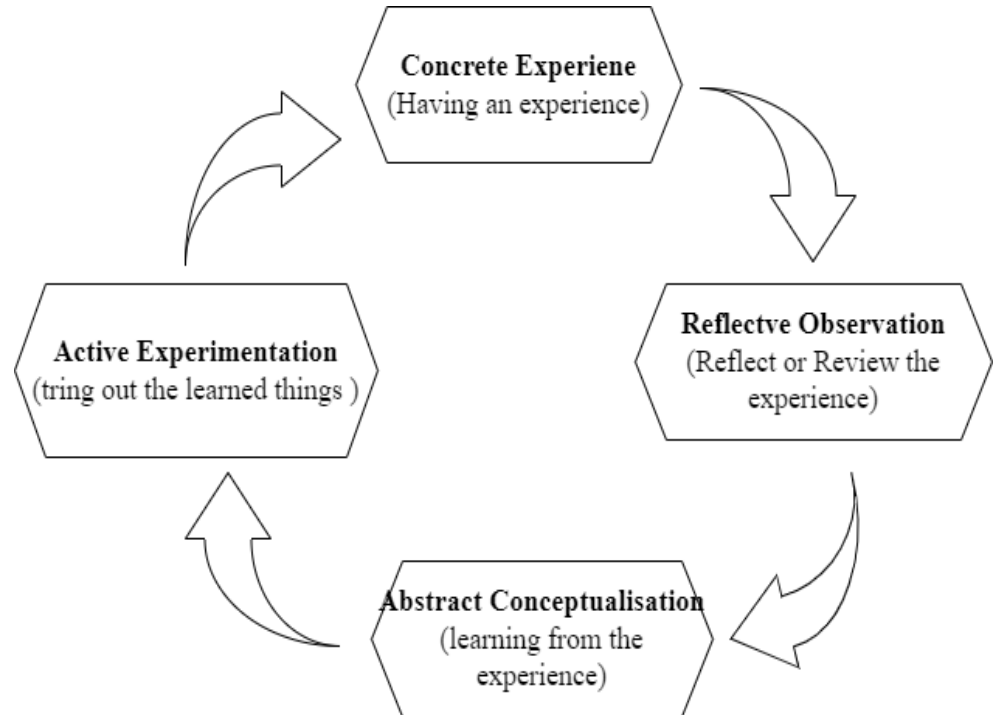 Concrete Experiene
(Having an experience)
Reflectve Observation
(Reflect or Review the
experience)
Abstract Conceptualisation
(learning from the
experience)
Active Experimentation
(tring out the learned things )